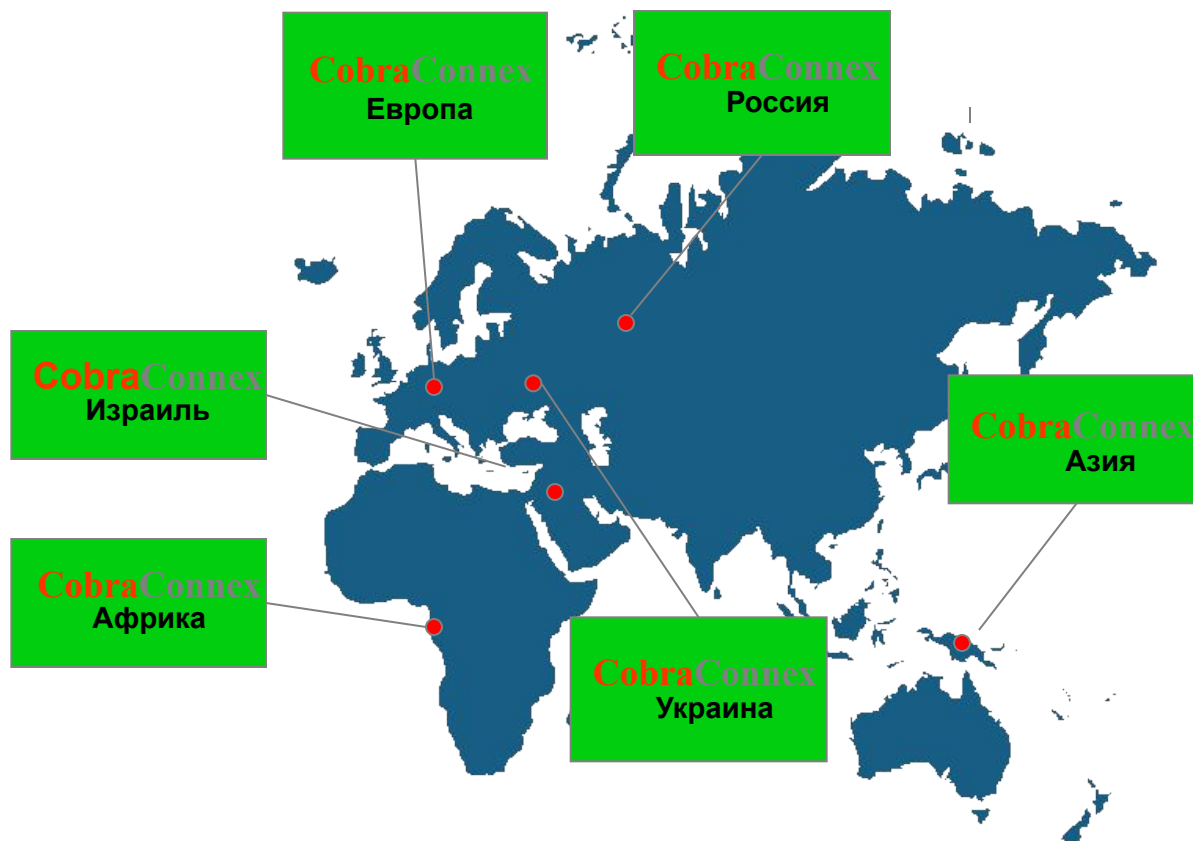 CobraConnex
Европа
CobraConnex
Россия
CobraConnex
Израиль
CobraConnex
Азия
CobraConnex
Африка
CobraConnex
Украина